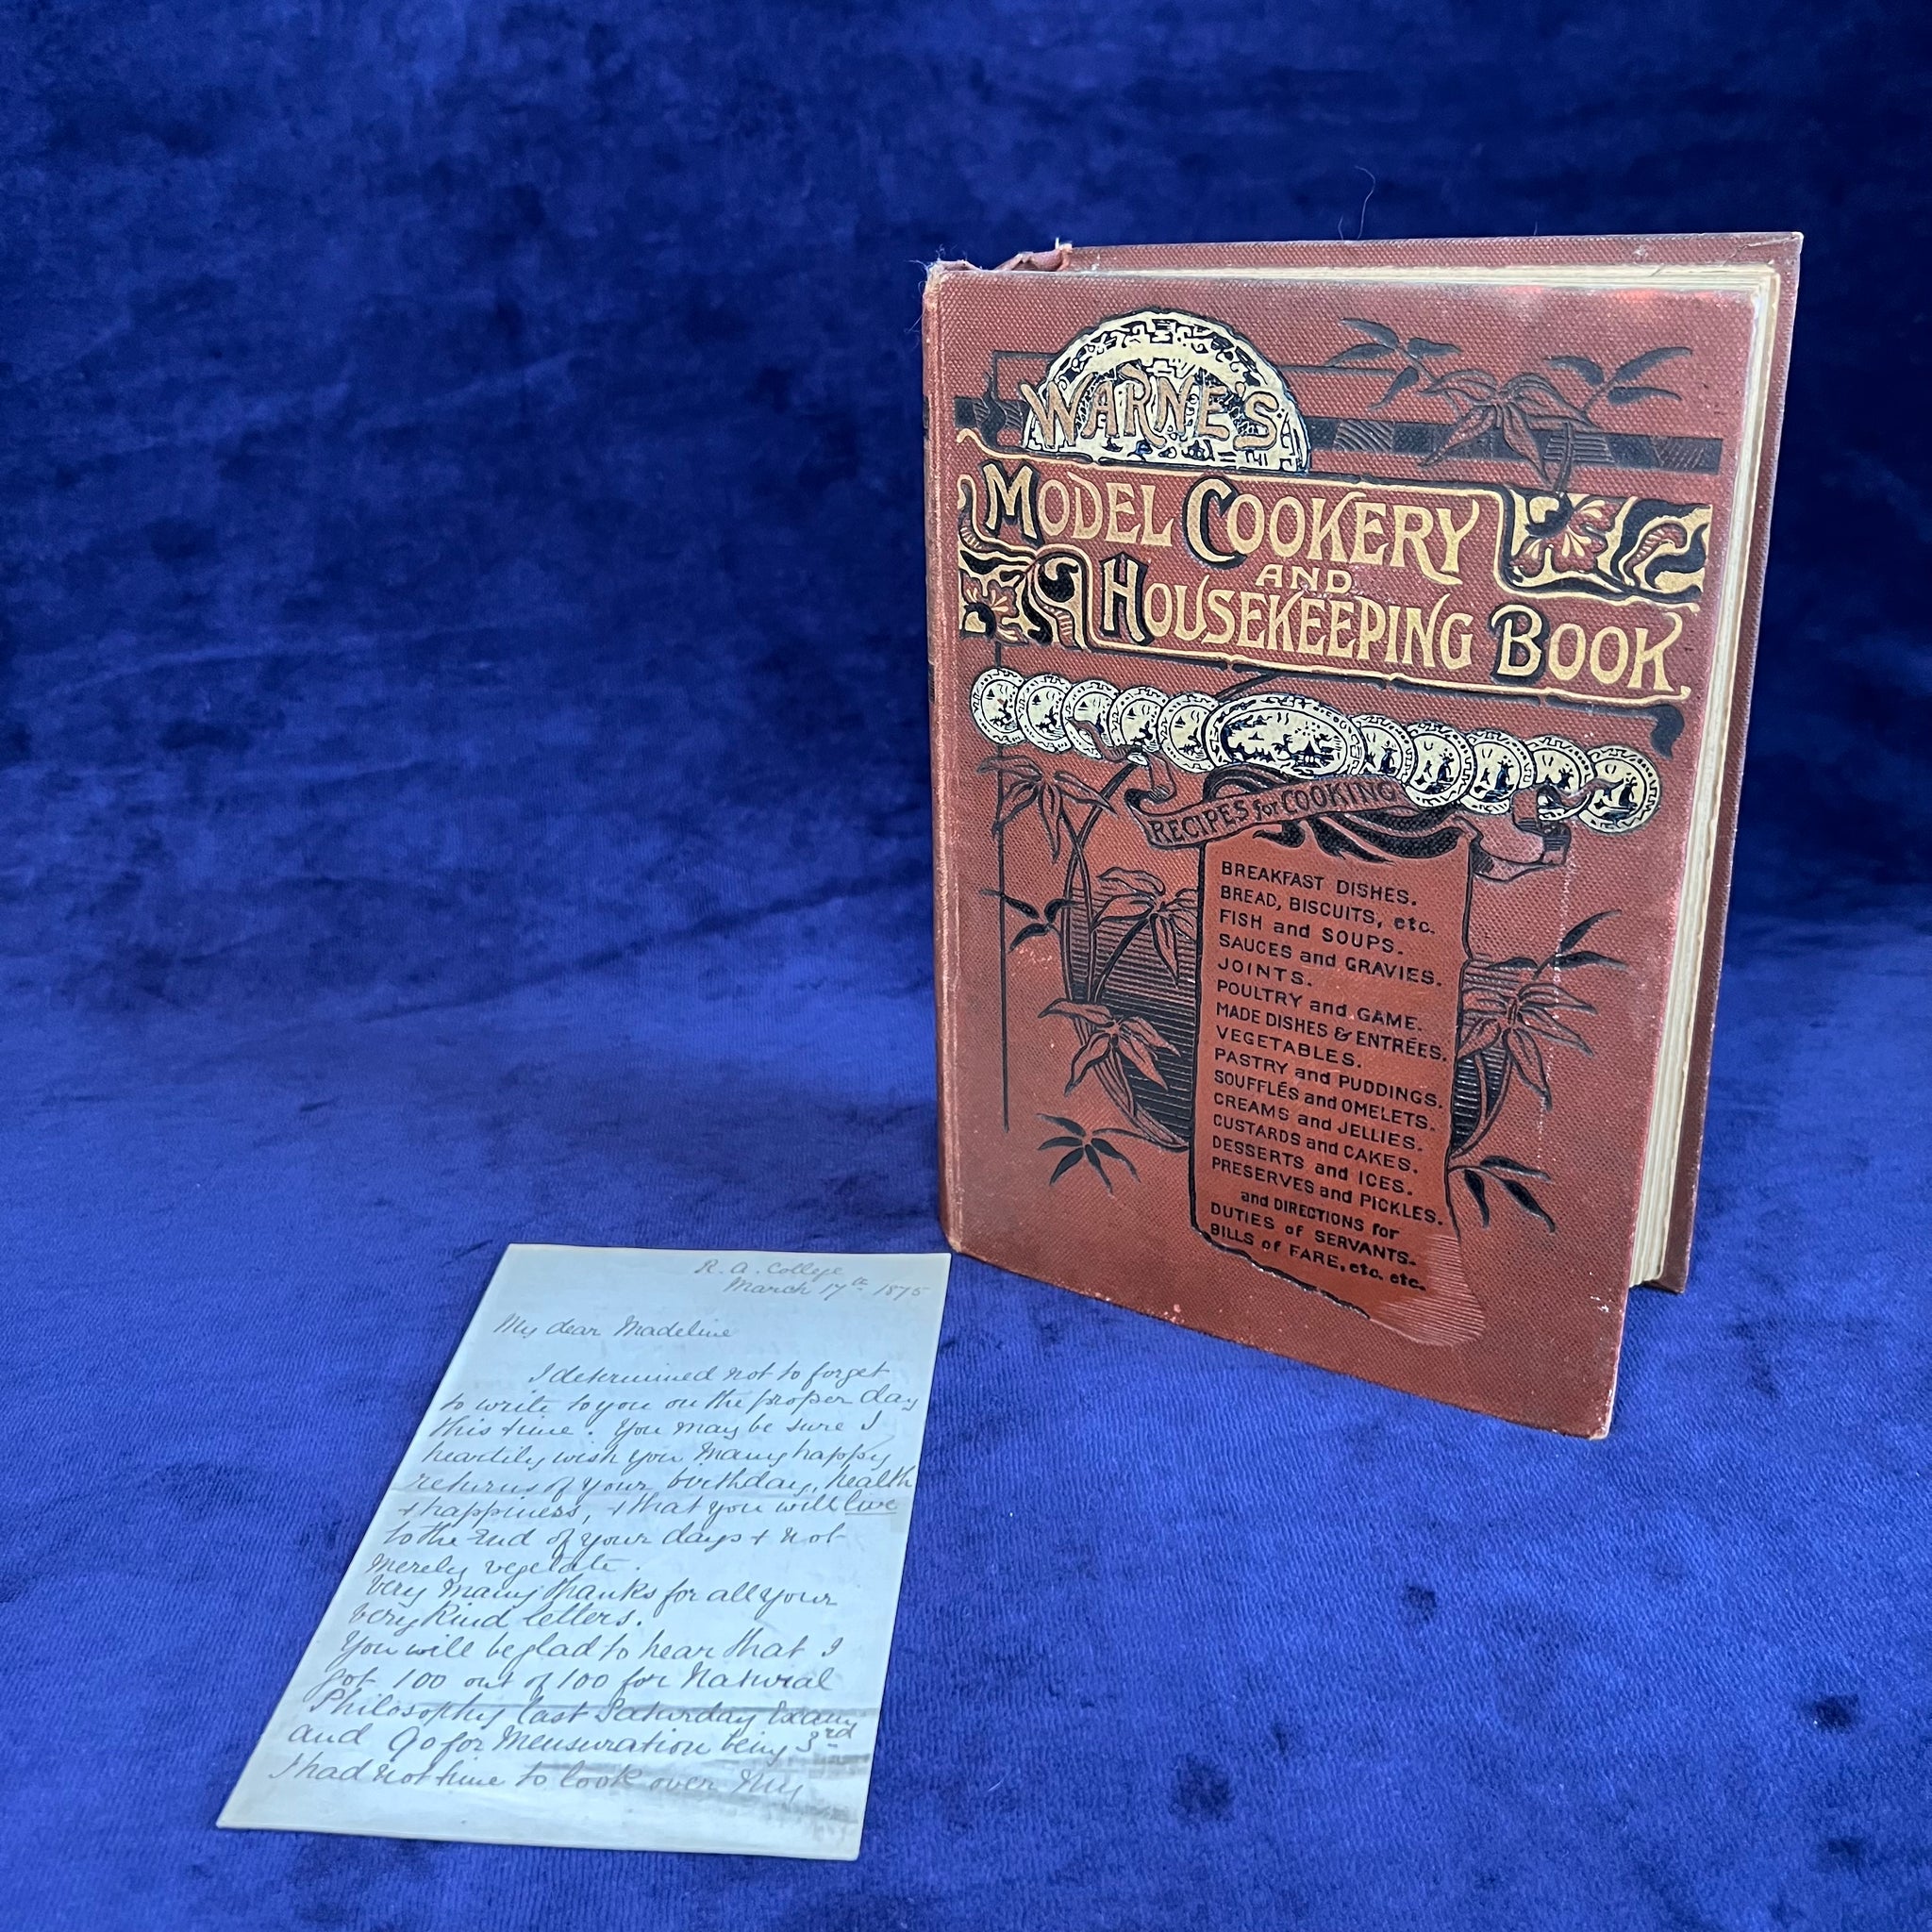 R. A. College
March 17th 1875
My dear Madeline
I determined not to forget
to write to you on the proper day
this time. You may be sure I
heartily wish you many happy
returns of your birthday, health
+ happiness, + that you will live
to the end of your days + not
merely vegetate.
Very many thanks for all your
very kind letters.
You will be glad to hear that I
got 100 out of 100 for Natural
Philosophy last Saturday Exam
and 90 for Mensuration being 3rd
I had not time to look over my
WARNE'S
MODEL COOKERY
AND
HOUSEKEEPING BOOK
RECIPES for COOKING
BREAKFAST DISHES.
BREAD, BISCUITS, etc.
FISH and SOUPS.
SAUCES and GRAVIES.
JOINTS.
POULTRY and GAME.
MADE DISHES & ENTRÉES.
VEGETABLES.
PASTRY and PUDDINGS.
SOUFFLÉS and OMELETS.
CREAMS and JELLIES.
CUSTARDS and CAKES.
DESSERTS and ICES.
PRESERVES and PICKLES.
and DIRECTIONS for
DUTIES of SERVANTS.
BILLS of FARE, etc. etc.